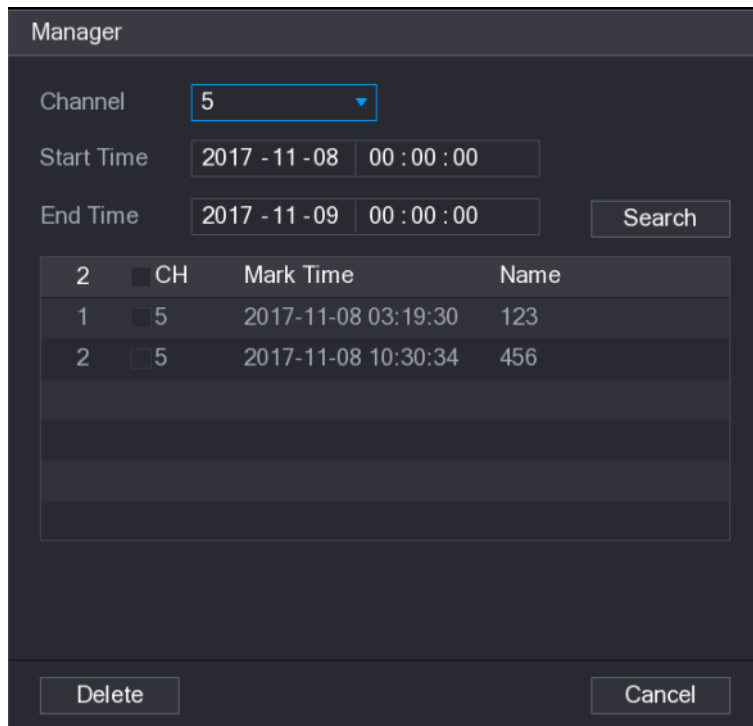 Manager
Channel 5
Start Time 2017 - 11 - 08 00 : 00 : 00
End Time 2017 - 11 - 09 00 : 00 : 00 Search
2 CH Mark Time Name
1 5 2017-11-08 03:19:30 123
2 5 2017-11-08 10:30:34 456
Delete Cancel